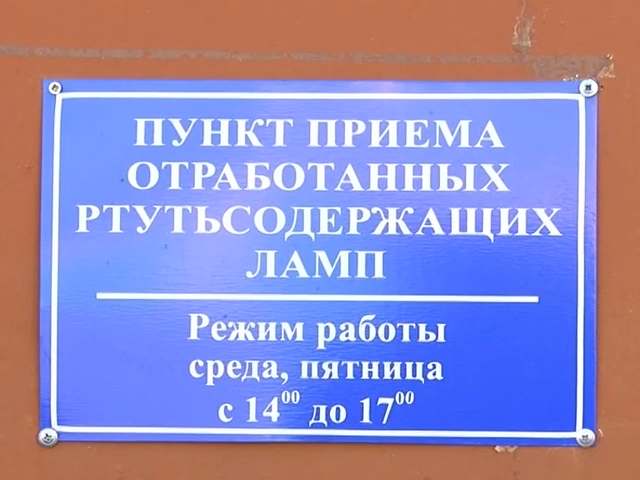 ПУНКТ ПРИЕМА
ОТРАБОТАННЫХ
РТУТЬСОДЕРЖАЩИХ
ЛАМП
Режим работы
среда, пятница
с 14⁰⁰ до 17⁰⁰